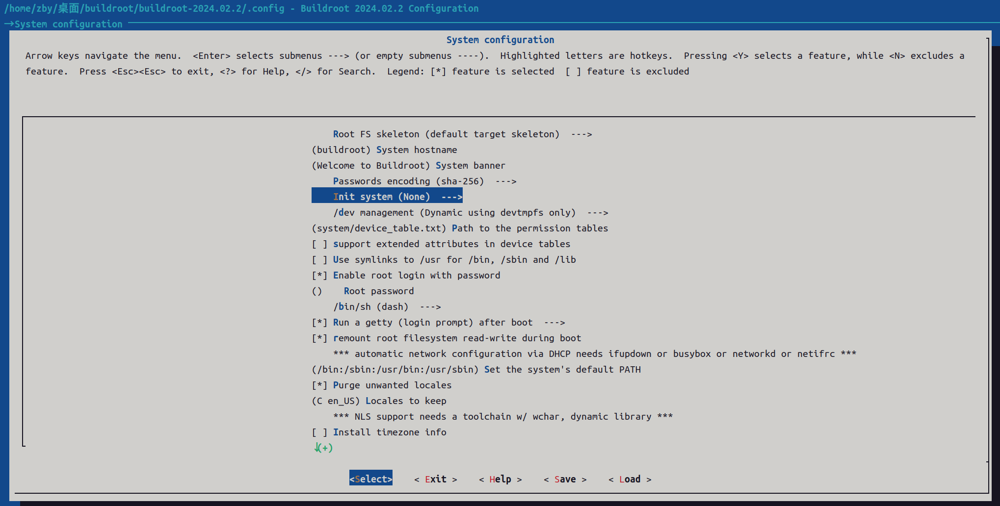 /home/zby/桌面/buildroot/buildroot-2024.02.2/.config - Buildroot 2024.02.2 Configuration
→System configuration
System configuration
Arrow keys navigate the menu.  <Enter> selects submenus ---> (or empty submenus ----).  Highlighted letters are hotkeys.  Pressing <Y> selects a feature, while <N> excludes a
feature.  Press <Esc><Esc> to exit, <?> for Help, </> for Search.  Legend: [*] feature is selected  [ ] feature is excluded
Root FS skeleton (default target skeleton)  --->
(buildroot) System hostname
(Welcome to Buildroot) System banner
Passwords encoding (sha-256)  --->
Init system (None)  --->
/dev management (Dynamic using devtmpfs only)  --->
(system/device_table.txt) Path to the permission tables
[ ] support extended attributes in device tables
[ ] Use symlinks to /usr for /bin, /sbin and /lib
[*] Enable root login with password
()    Root password
/bin/sh (dash)  --->
[*] Run a getty (login prompt) after boot  --->
[*] remount root filesystem read-write during boot
*** automatic network configuration via DHCP needs ifupdown or busybox or networkd or netifrc ***
(/bin:/sbin:/usr/bin:/usr/sbin) Set the system's default PATH
[*] Purge unwanted locales
(C en_US) Locales to keep
*** NLS support needs a toolchain w/ wchar, dynamic library ***
[ ] Install timezone info
↓(+)
<Select>    < Exit >    < Help >    < Save >    < Load >